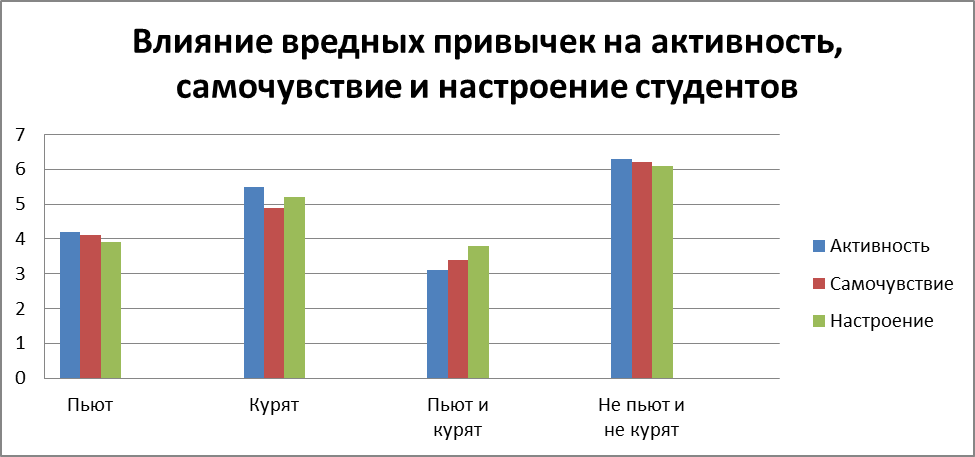 Влияние вредных привычек на активность,
самочувствие и настроение студентов
7
6
5
4
3
2
1
0
Пьют
Курят
Пьют и
курят
Не пьют и
не курят
Активность
Самочувствие
Настроение